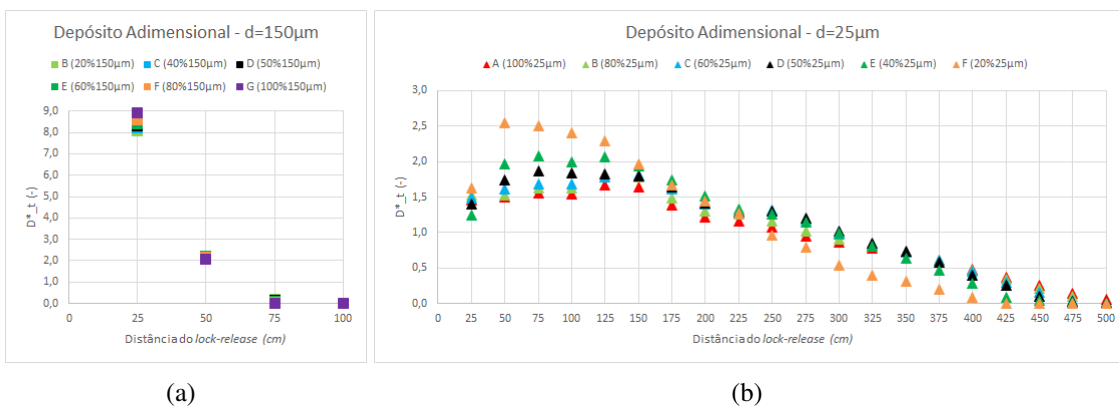 Depósito Adimensional - d=150µm
B (20%150µm) C (40%150µm) D (50%150µm)
E (60%150µm) F (80%150µm) G (100%150µm)
9,0
8,0
7,0
6,0
5,0
4,0
3,0
2,0
1,0
0,0
D*_t (-)
0 25 50 75 100
Distância do lock-release (cm)
(a)
Depósito Adimensional - d=25µm
A (100%25µm) B (80%25µm) C (60%25µm) D (50%25µm) E (40%25µm) F (20%25µm)
3,0
2,5
2,0
1,5
1,0
0,5
0,0
D*_t (-)
0 25 50 75 100 125 150 175 200 225 250 275 300 325 350 375 400 425 450 475 500
Distância do lock-release (cm)
(b)